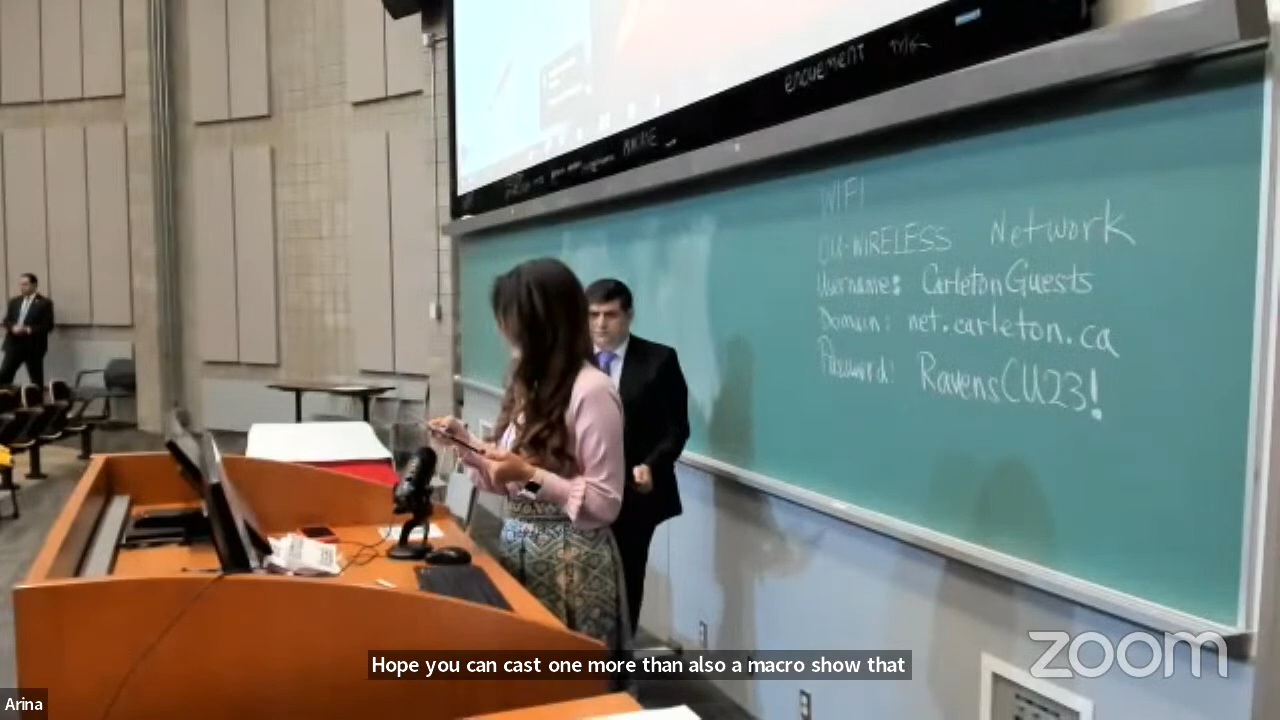 WIFI
CU-WIRELESS Network
Username: CarletonGuests
Domain: net.carleton.ca
Password: RavensCU23!
Hope you can cast one more than also a macro show that
zoom
Arina